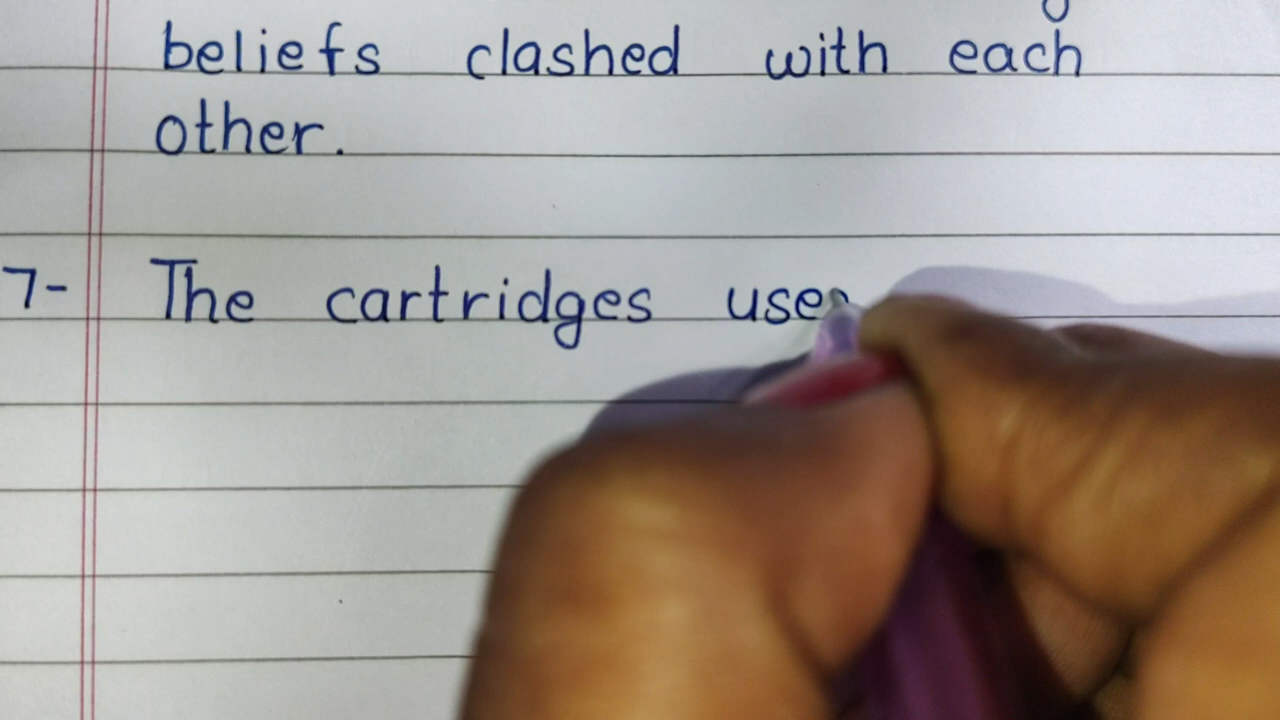 beliefs clashed with each
other.
7- The cartridges use